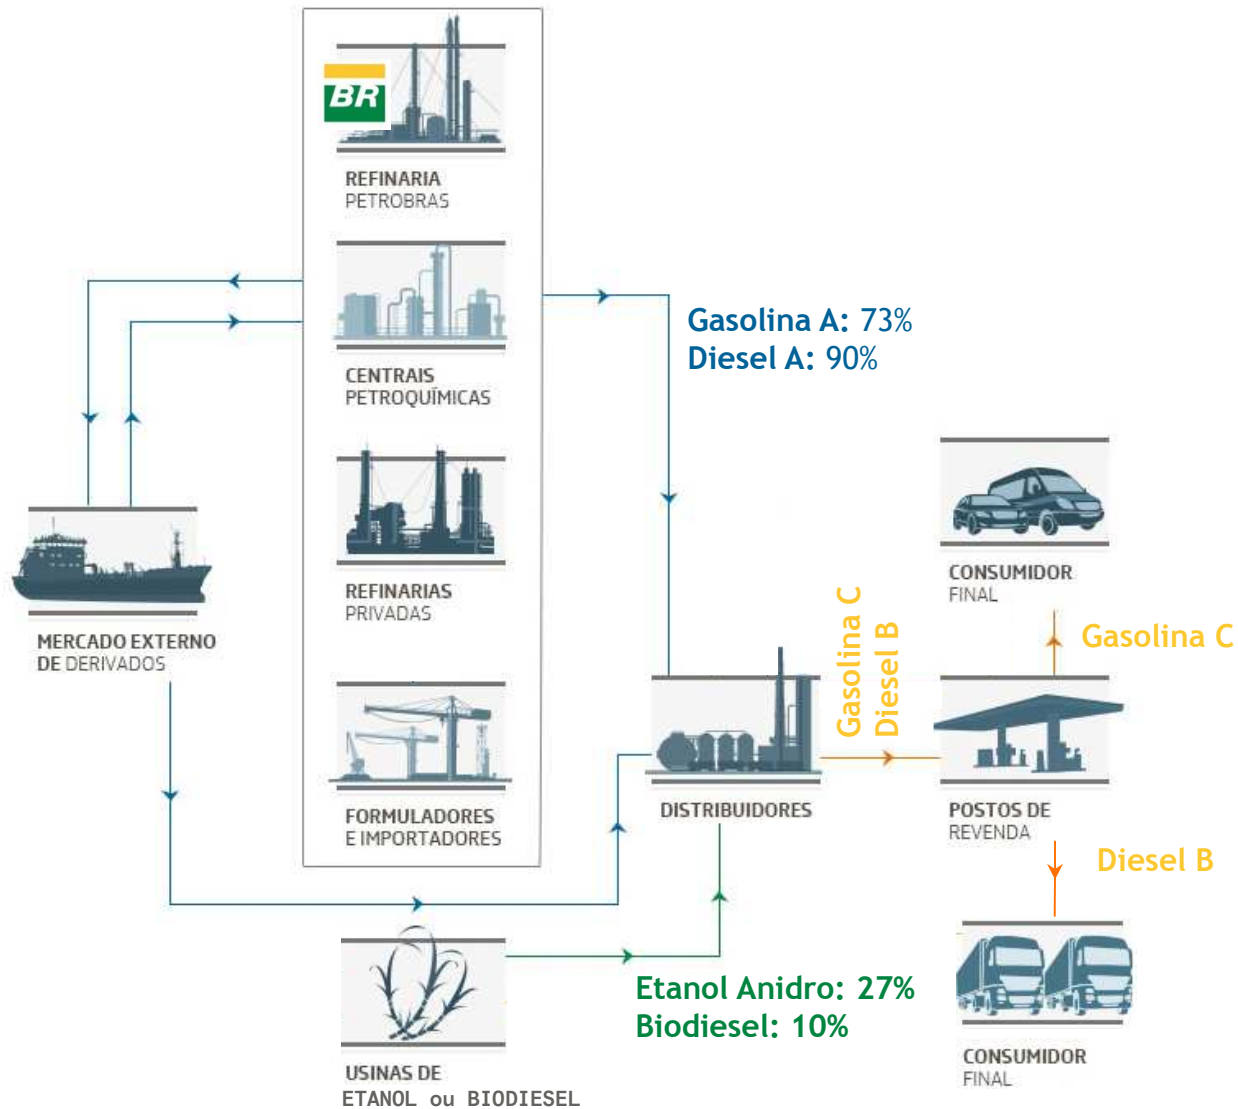 BR
REFINARIA
PETROBRAS
CENTRAIS
PETROQUÍMICAS
REFINARIAS
PRIVADAS
FORMULADORES
E IMPORTADORES
MERCADO EXTERNO
DE DERIVADOS
Gasolina A: 73%
Diesel A: 90%
USINAS DE
ETANOL ou BIODIESEL
Etanol Anidro: 27%
Biodiesel: 10%
DISTRIBUIDORES
Gasolina C
Diesel B
POSTOS DE
REVENDA
Gasolina C
CONSUMIDOR
FINAL
Diesel B
CONSUMIDOR
FINAL